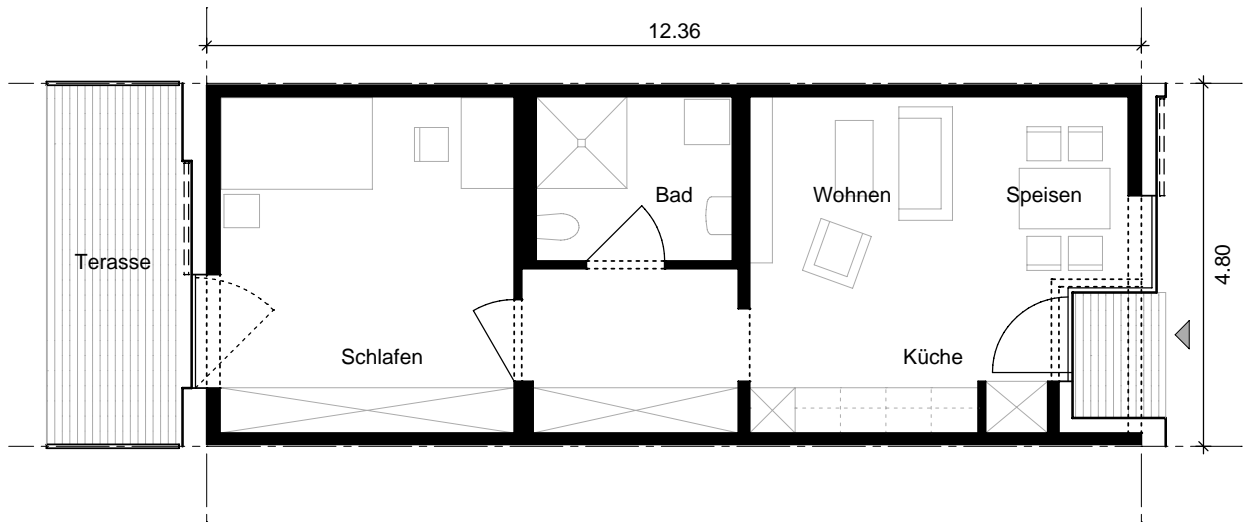 12.36
Bad
Wohnen
Speisen
Terasse
4.80
Schlafen
Küche